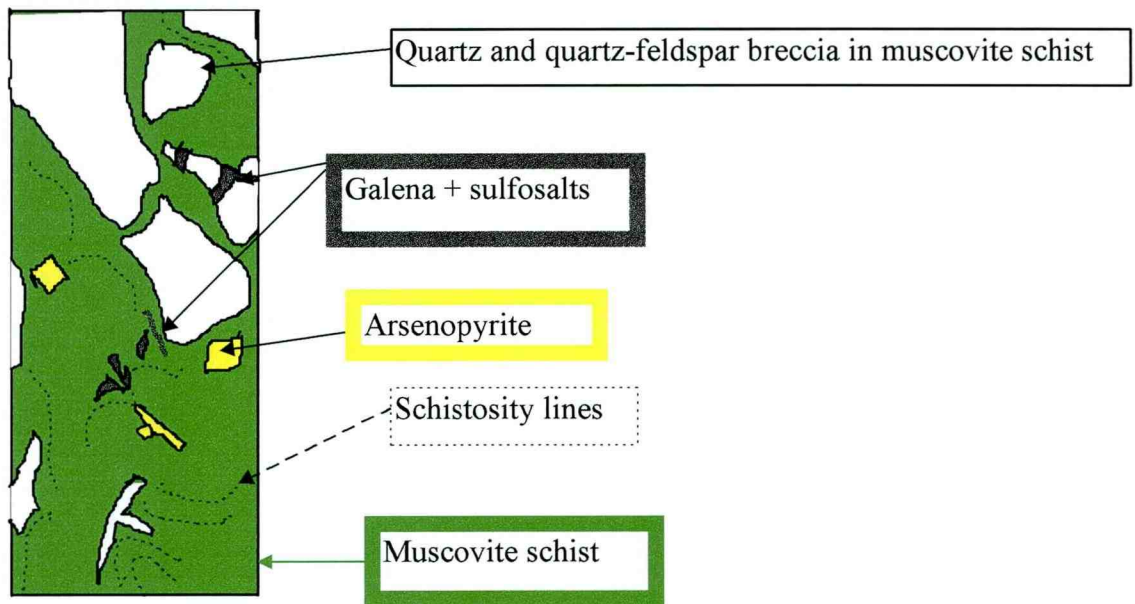 Quartz and quartz-feldspar breccia in muscovite schist
Galena + sulfosalts
Arsenopyrite
Schistosity lines
Muscovite schist